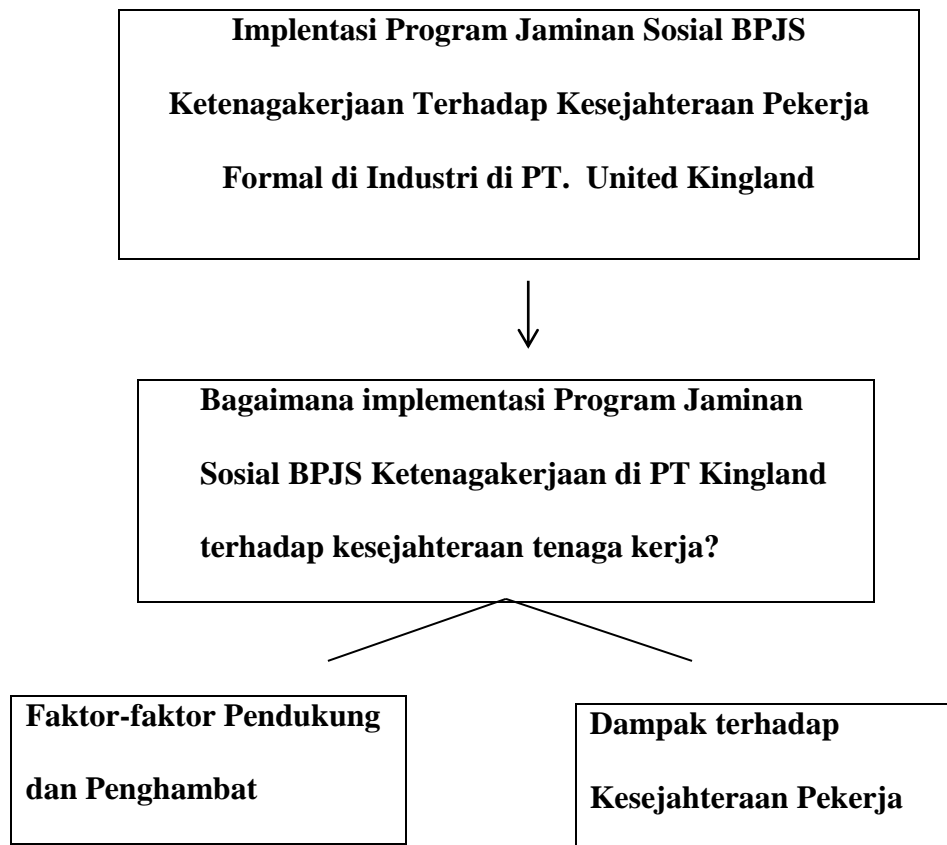 Implentasi Program Jaminan Sosial BPJS
Ketenagakerjaan Terhadap Kesejahteraan Pekerja
Formal di Industri di PT. United Kingland
Bagaimana implementasi Program Jaminan
Sosial BPJS Ketenagakerjaan di PT Kingland
terhadap kesejahteraan tenaga kerja?
Faktor-faktor Pendukung
dan Penghambat
Dampak terhadap
Kesejahteraan Pekerja